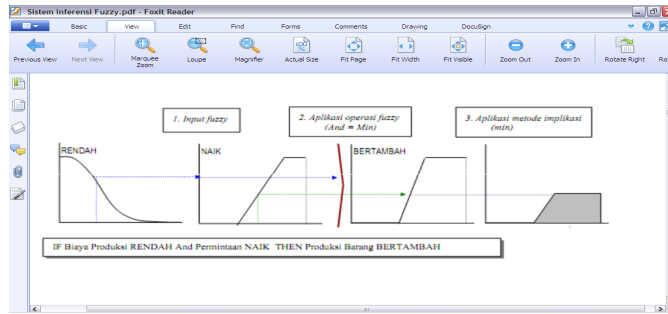 Sistem Inferensi Fuzzy.pdf - Foxit Reader
Basic View Edit Find Forms Comments Drawing DocuSign
Previous View Next View Marquee Zoom Loupe Magnifier Actual Size Fit Page Fit Width Fit Visible Zoom Out Zoom In Rotate Right Ro
1. Input fuzzy
2. Aplikasi operasi fuzzy
(And = Min)
3. Aplikasi metode implikasi
(min)
RENDAH
NAIK
BERTAMBAH
IF Biaya Produksi RENDAH And Permintaan NAIK THEN Produksi Barang BERTAMBAH